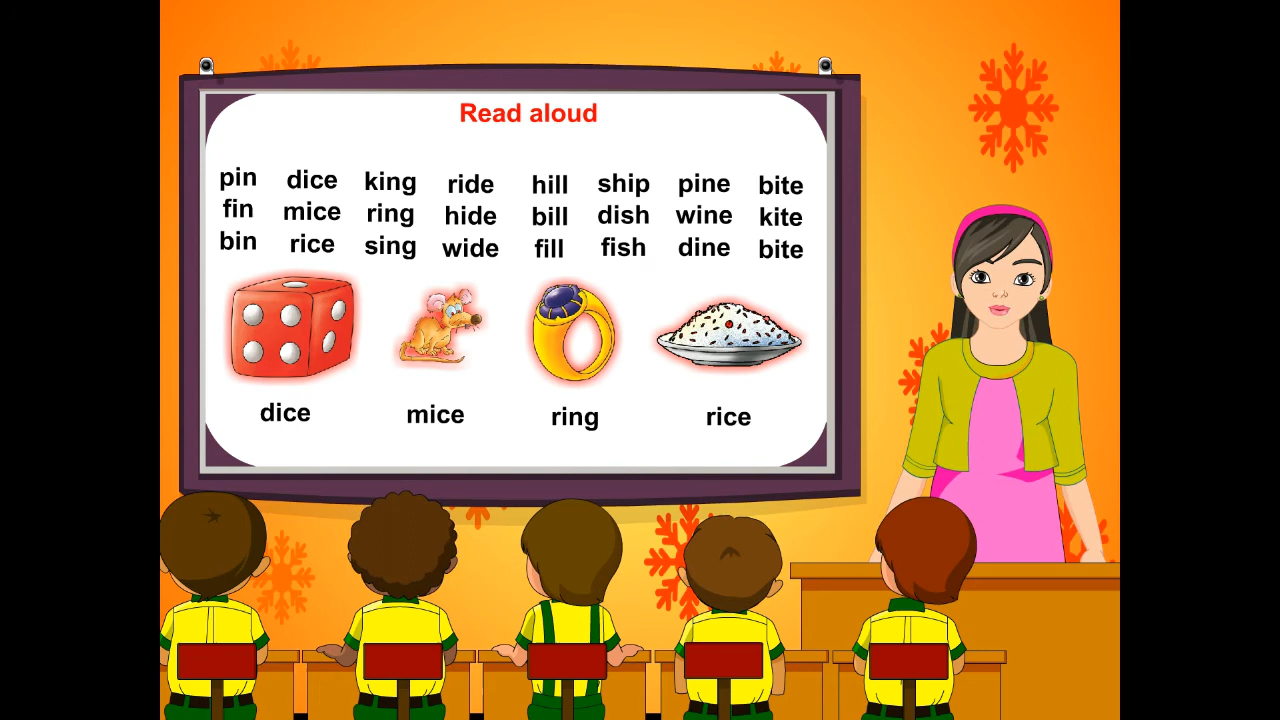 Read aloud
pin dice king ride hill ship pine bite
fin mice ring hide bill dish wine kite
bin rice sing wide fill fish dine bite
dice mice ring rice